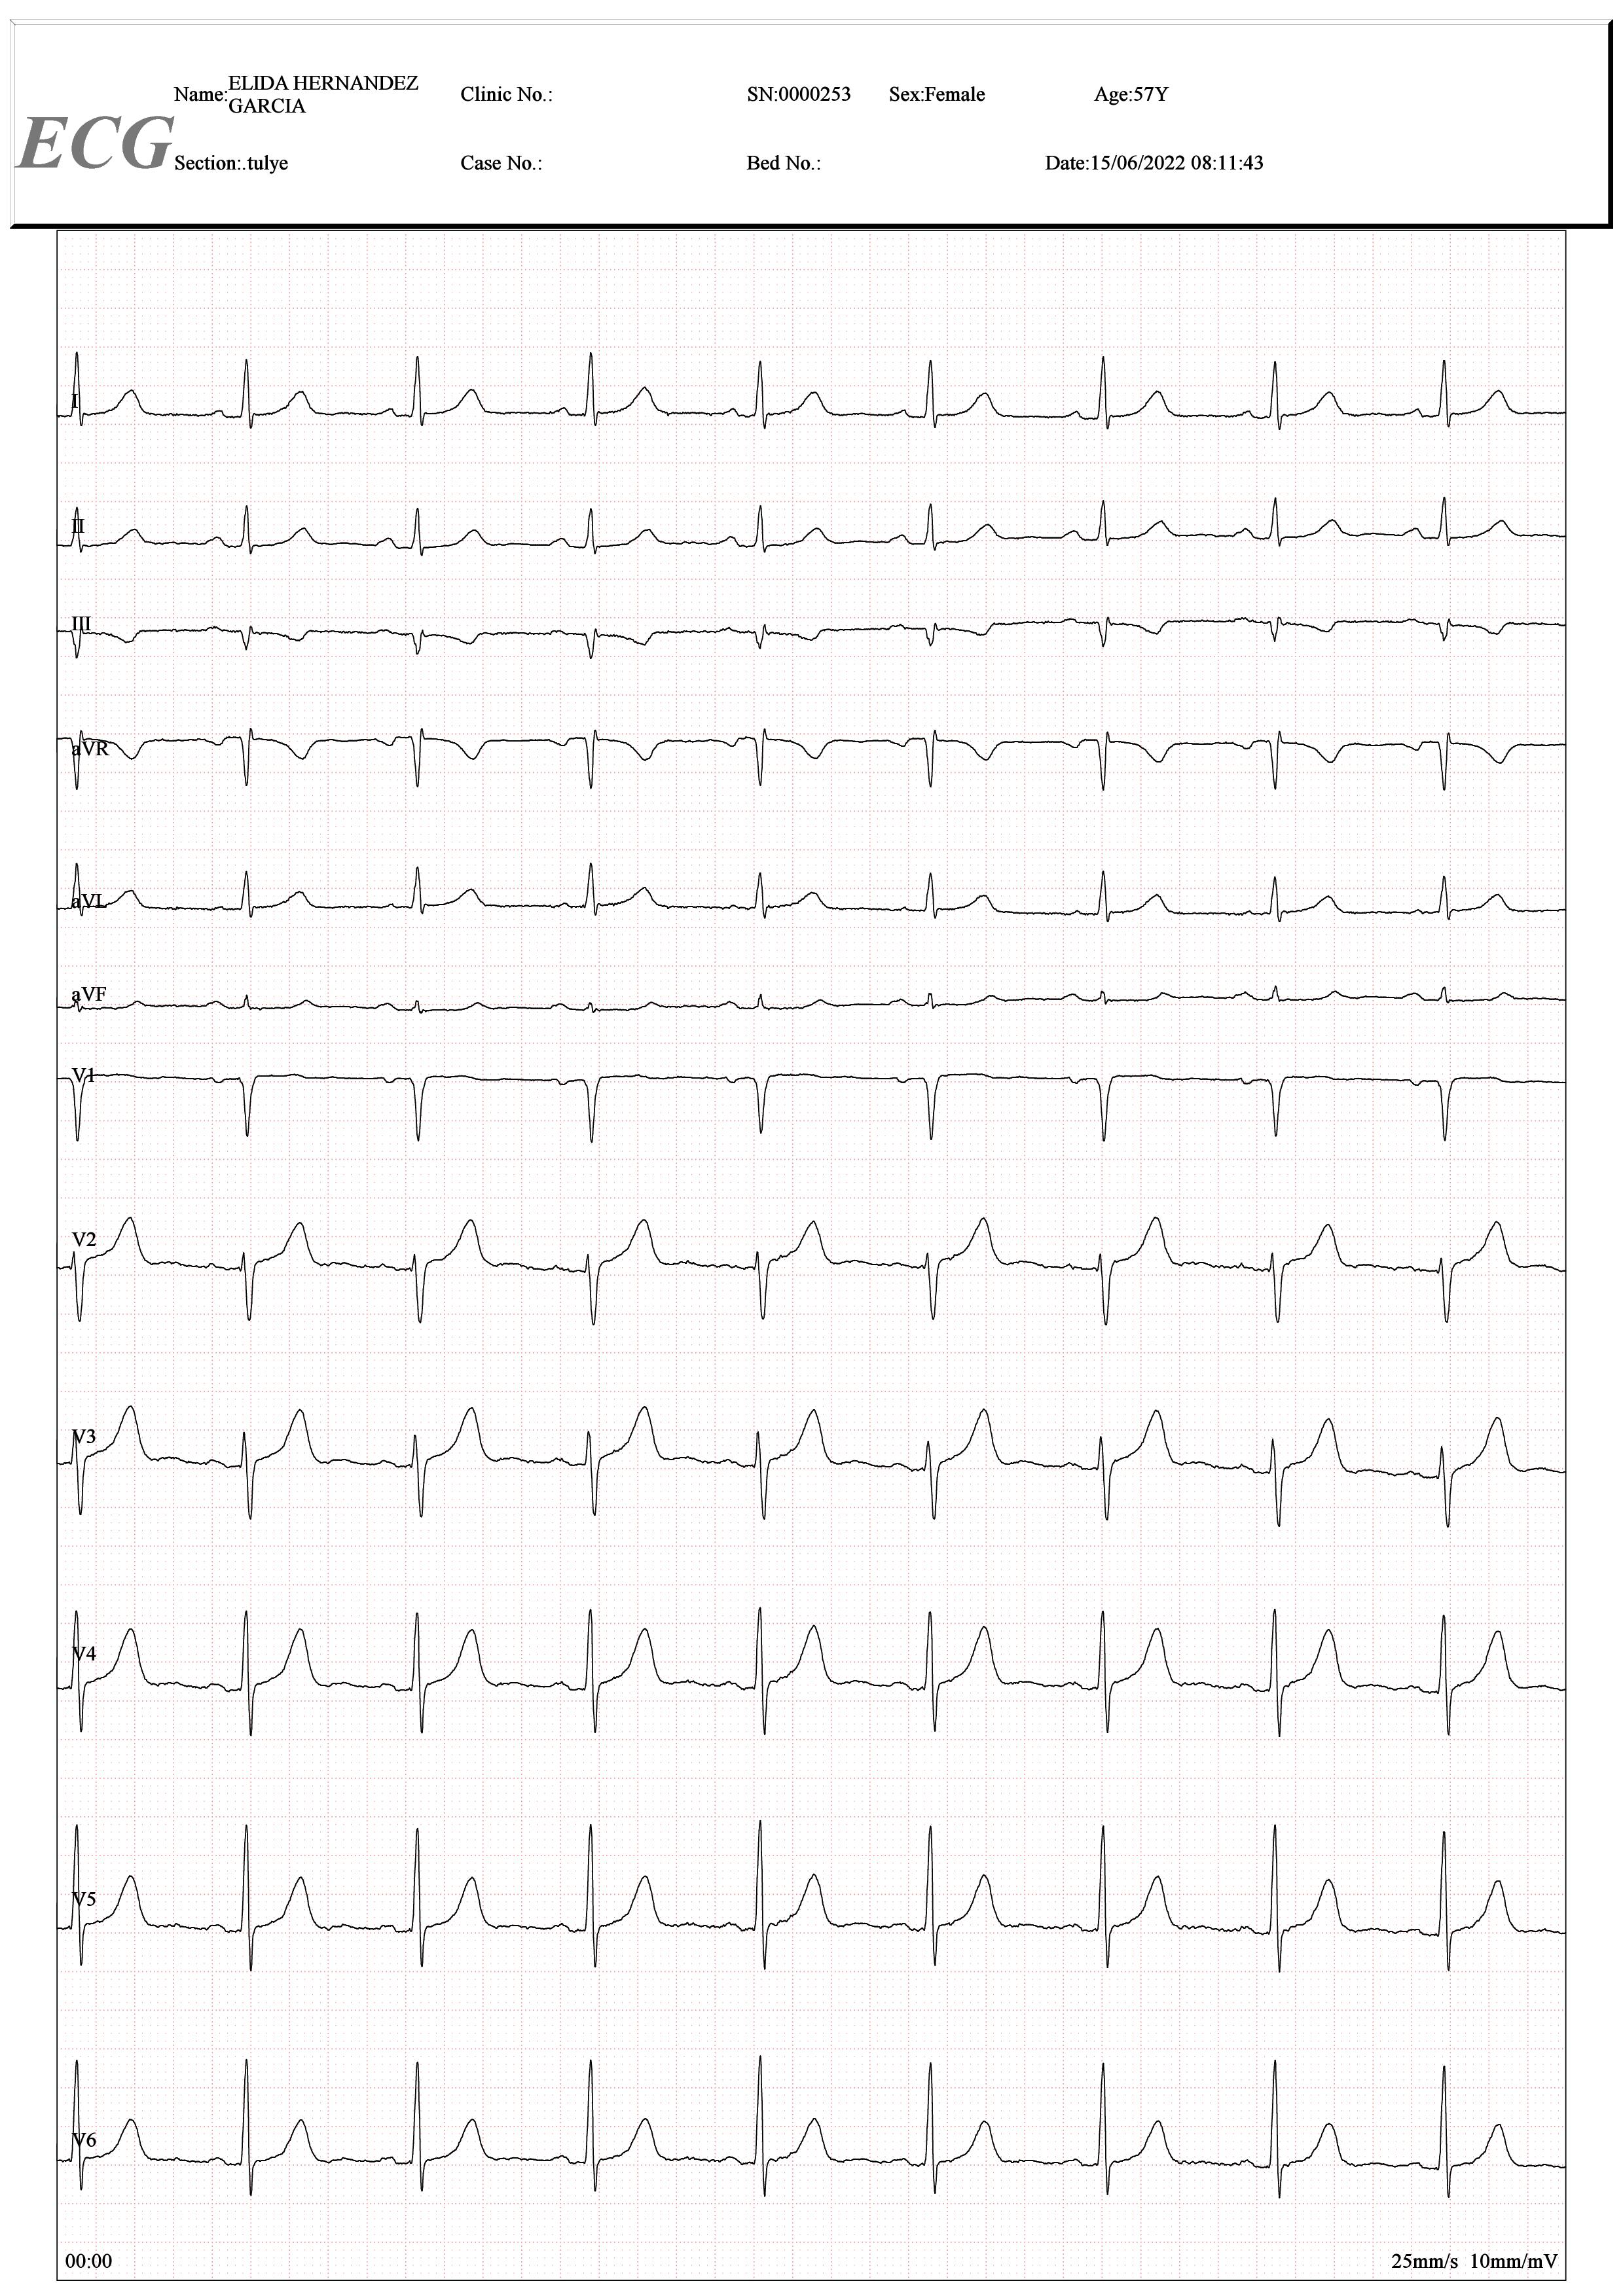 ECG
Name:ELIDA HERNANDEZ GARCIA Clinic No.: SN:0000253 Sex:Female Age:57Y
Section:.tulye Case No.: Bed No.: Date:15/06/2022 08:11:43
I
II
III
aVR
aVL
aVF
V1
V2
V3
V4
V5
V6
00:00 25mm/s 10mm/mV